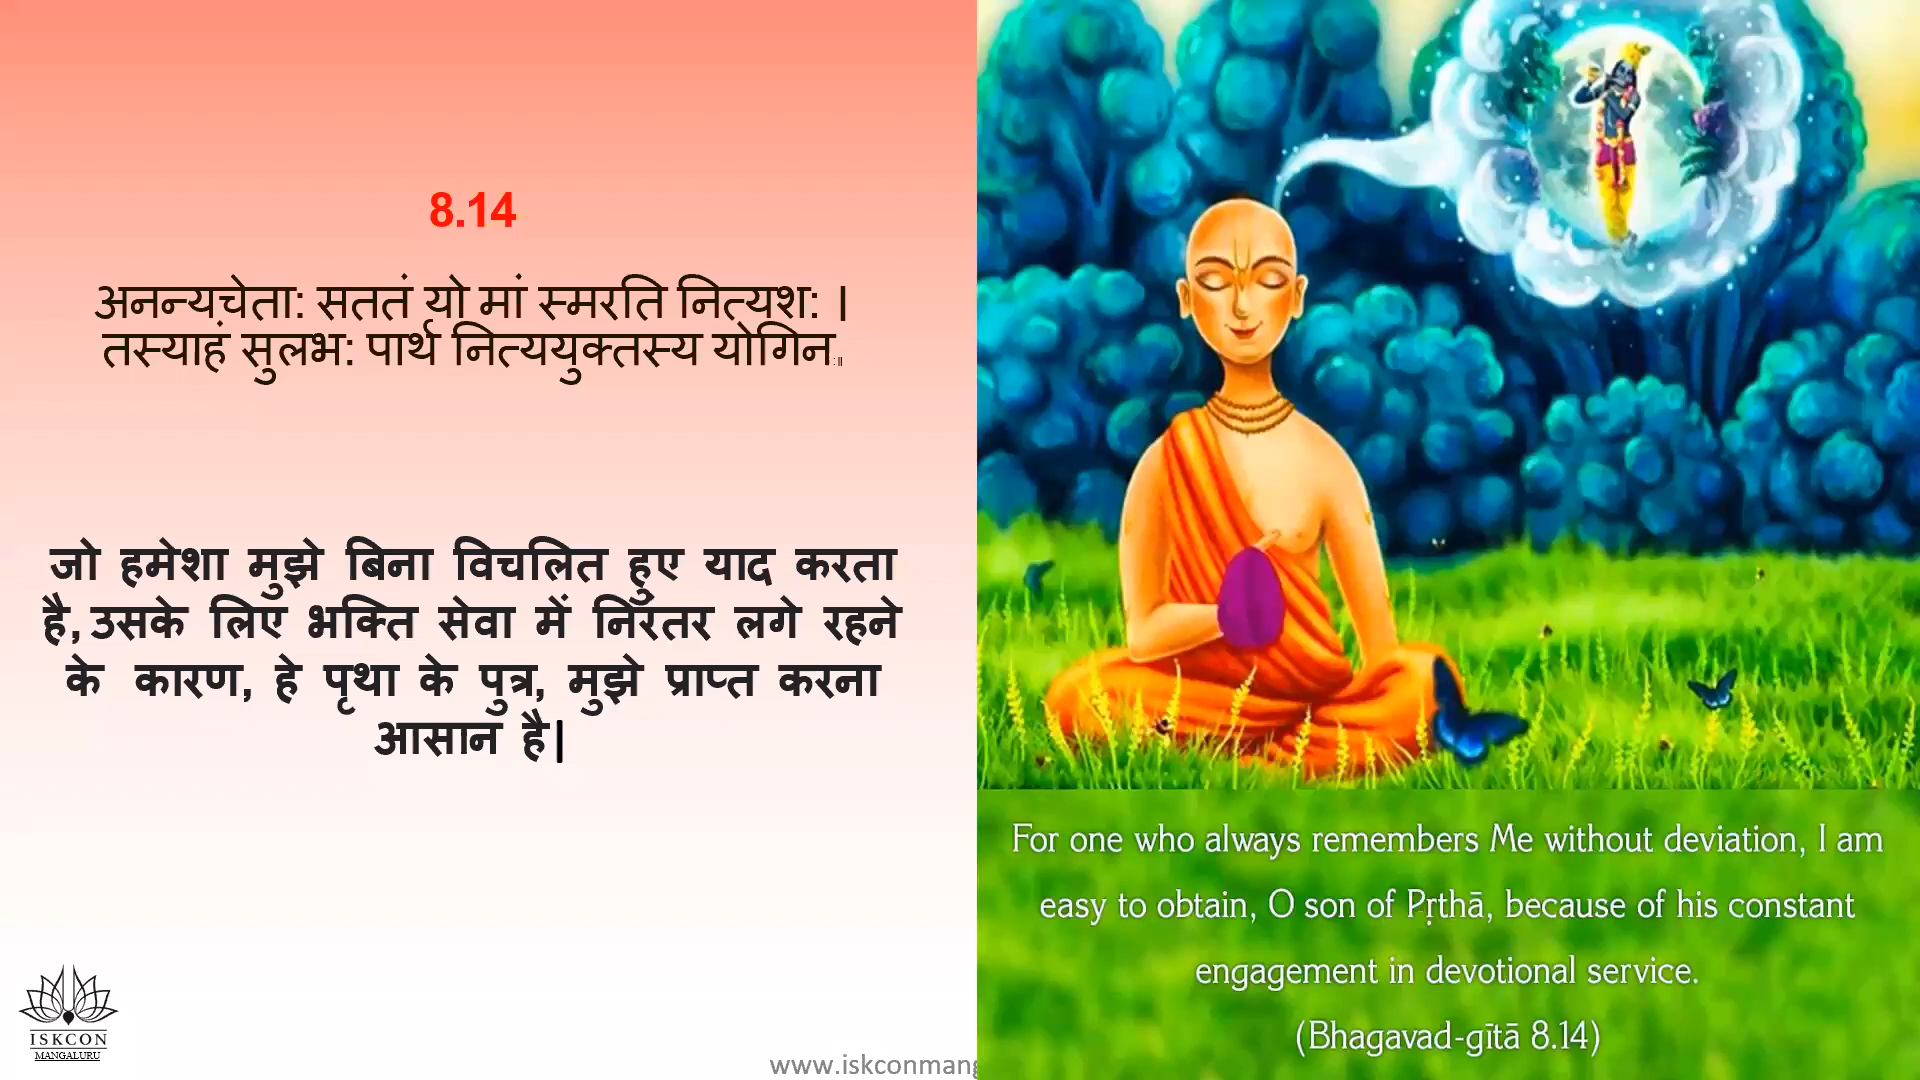 8.14
अनन्यचेता: सततं यो मां स्मरति नित्यश: ।
तस्याहं सुलभ: पार्थ नित्ययुक्तस्य योगिन:॥
जो हमेशा मुझे बिना विचलित हुए याद करता
है, उसके लिए भक्ति सेवा में निरंतर लगे रहने
के कारण, हे पृथा के पुत्र, मुझे प्राप्त करना
आसान है|
ISKCON
MANGALURU
www.iskconmang
For one who always remembers Me without deviation, I am
easy to obtain, O son of Pṛthā, because of his constant
engagement in devotional service.
(Bhagavad-gītā 8.14)